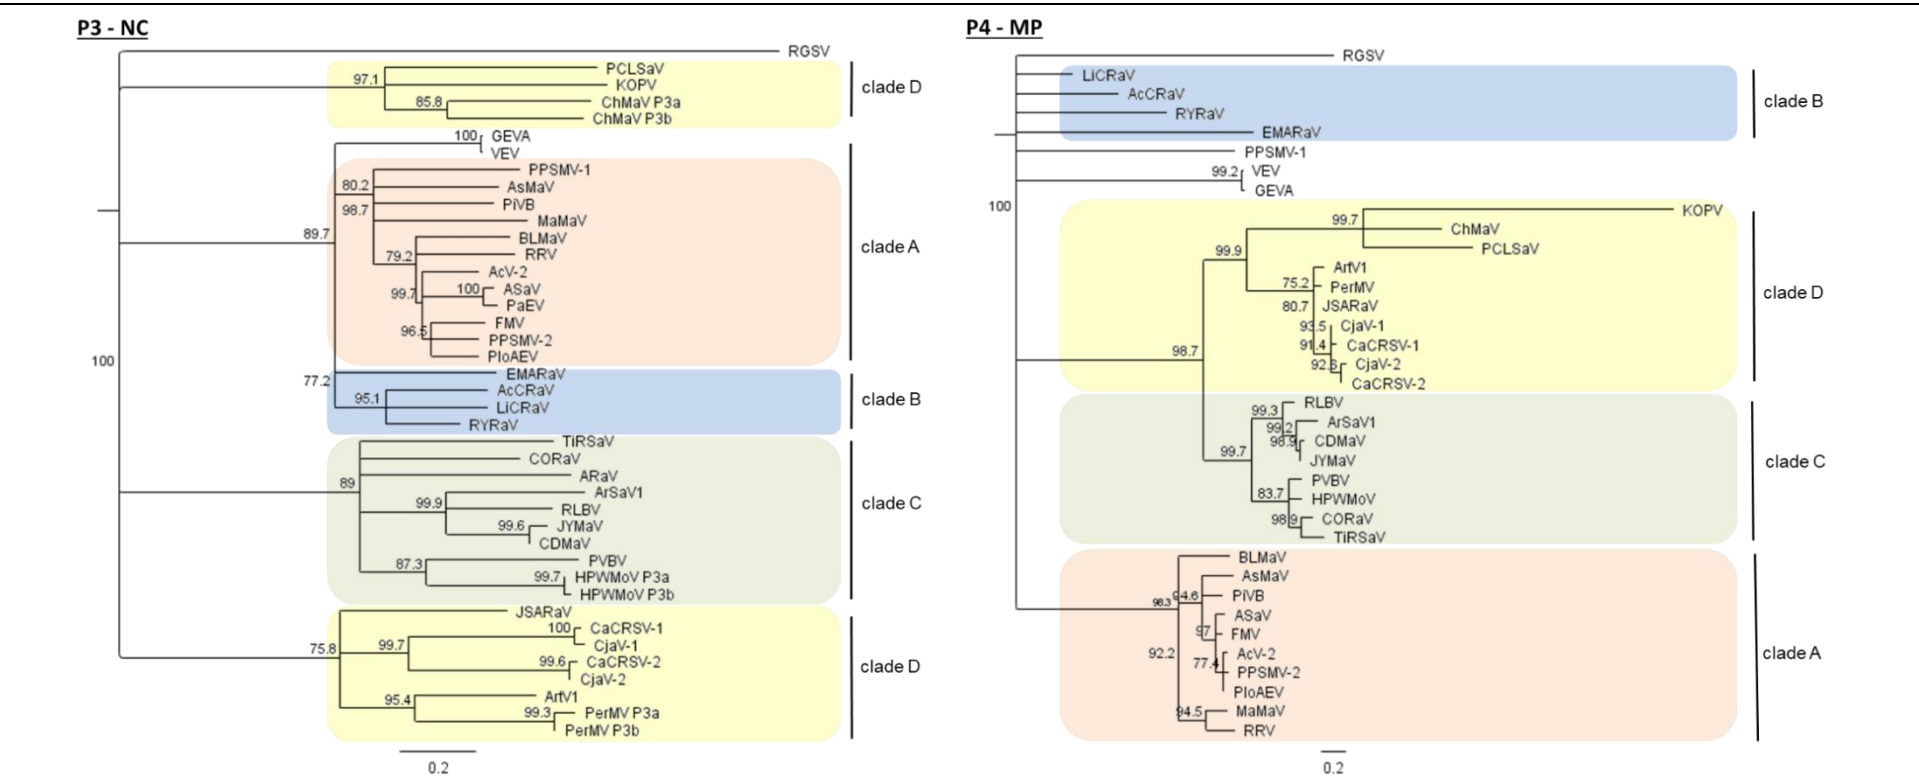 P3 - NC
RGSV
97.1
PCLSaV
KOPV
85.8
ChMaV P3a
ChMaV P3b
clade D
100
GEVA
VEV
PPSMV-1
80.2
AsMaV
PiVB
98.7
MaMaV
89.7
BLMaV
79.2
RRV
AcV-2
99.7
100
ASaV
PaEV
FMV
96.5
PPSMV-2
PloAEV
clade A
100
77.2
EMARaV
AcCRaV
95.1
LiCRaV
RYRaV
clade B
TiRSaV
CORaV
89
ARaV
ArSaV1
99.9
RLBV
99.6
JYMaV
CDMaV
87.3
PVBV
99.7
HPWMoV P3a
HPWMoV P3b
clade C
JSARaV
100
CaCRSV-1
75.8
99.7
CjaV-1
99.6
CaCRSV-2
CjaV-2
95.4
ArtV1
99.3
PerMV P3a
PerMV P3b
clade D
0.2
P4 - MP
RGSV
LiCRaV
AcCRaV
RYRaV
EMARaV
clade B
PPSMV-1
99.2
VEV
GEVA
100
99.7
KOPV
ChMaV
PCLSaV
99.9
ArtV1
75.2
PerMV
80.7
JSARaV
93.5
CjaV-1
91.4
CaCRSV-1
98.7
92.6
CjaV-2
CaCRSV-2
clade D
RLBV
99.3
ArSaV1
99.2
98.9
CDMaV
99.7
JYMaV
PVBV
83.7
HPWMoV
98.9
CORaV
TiRSaV
clade C
BLMaV
AsMaV
98.3
94.6
PiVB
ASaV
97
FMV
92.2
AcV-2
77.4
PPSMV-2
PloAEV
94.5
MaMaV
RRV
clade A
0.2